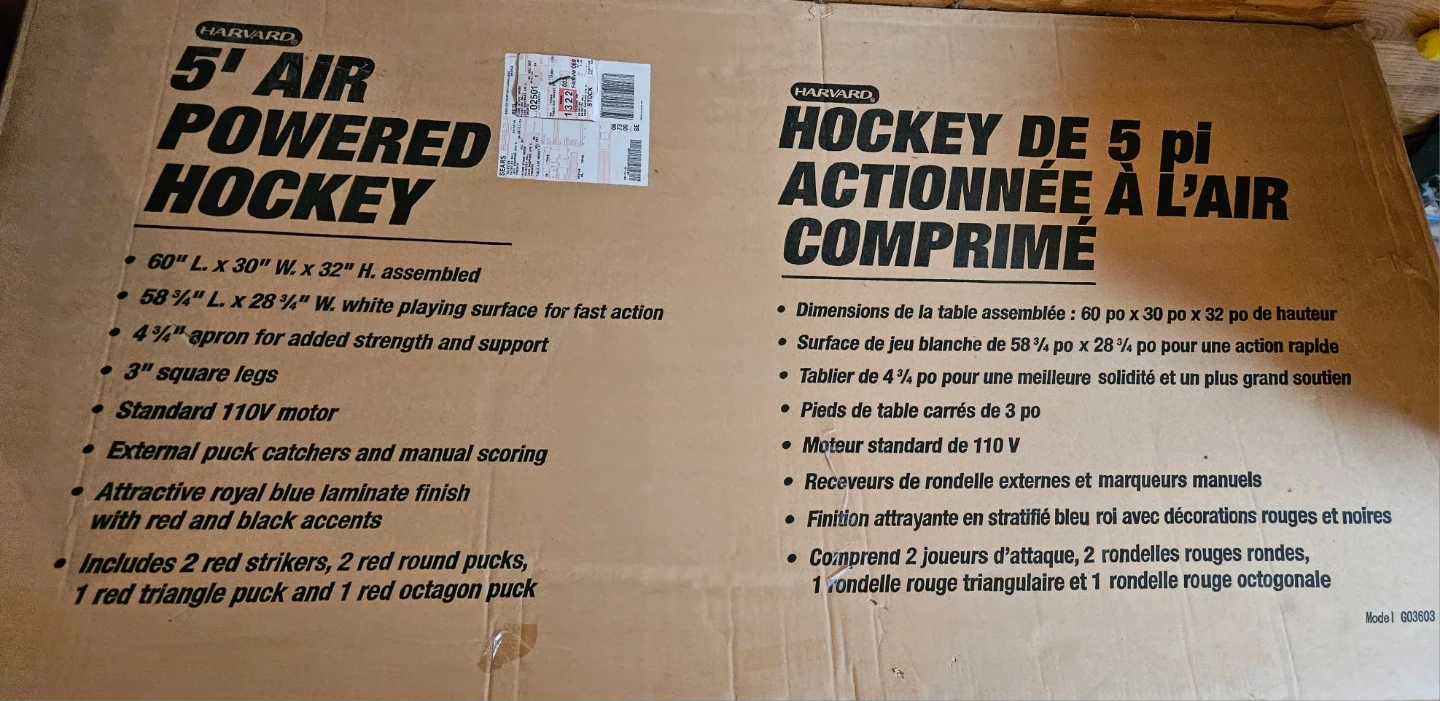 HARVARD®
5' AIR
POWERED
HOCKEY
• 60" L. x 30" W. x 32" H. assembled
• 58 ¾" L. x 28 ¾" W. white playing surface for fast action
• 4 ¾" apron for added strength and support
• 3" square legs
• Standard 110V motor
• External puck catchers and manual scoring
• Attractive royal blue laminate finish
with red and black accents
• Includes 2 red strikers, 2 red round pucks,
1 red triangle puck and 1 red octagon puck
SEARS
02501
1322
STOCK
HARVARD®
HOCKEY DE 5 pi
ACTIONNÉE À L'AIR
COMPRIMÉ
• Dimensions de la table assemblée : 60 po x 30 po x 32 po de hauteur
• Surface de jeu blanche de 58 ¾ po x 28 ¾ po pour une action rapide
• Tablier de 4 ¾ po pour une meilleure solidité et un plus grand soutien
• Pieds de table carrés de 3 po
• Moteur standard de 110 V
• Receveurs de rondelle externes et marqueurs manuels
• Finition attrayante en stratifié bleu roi avec décorations rouges et noires
• Comprend 2 joueurs d'attaque, 2 rondelles rouges rondes,
1 rondelle rouge triangulaire et 1 rondelle rouge octogonale
Model G03603